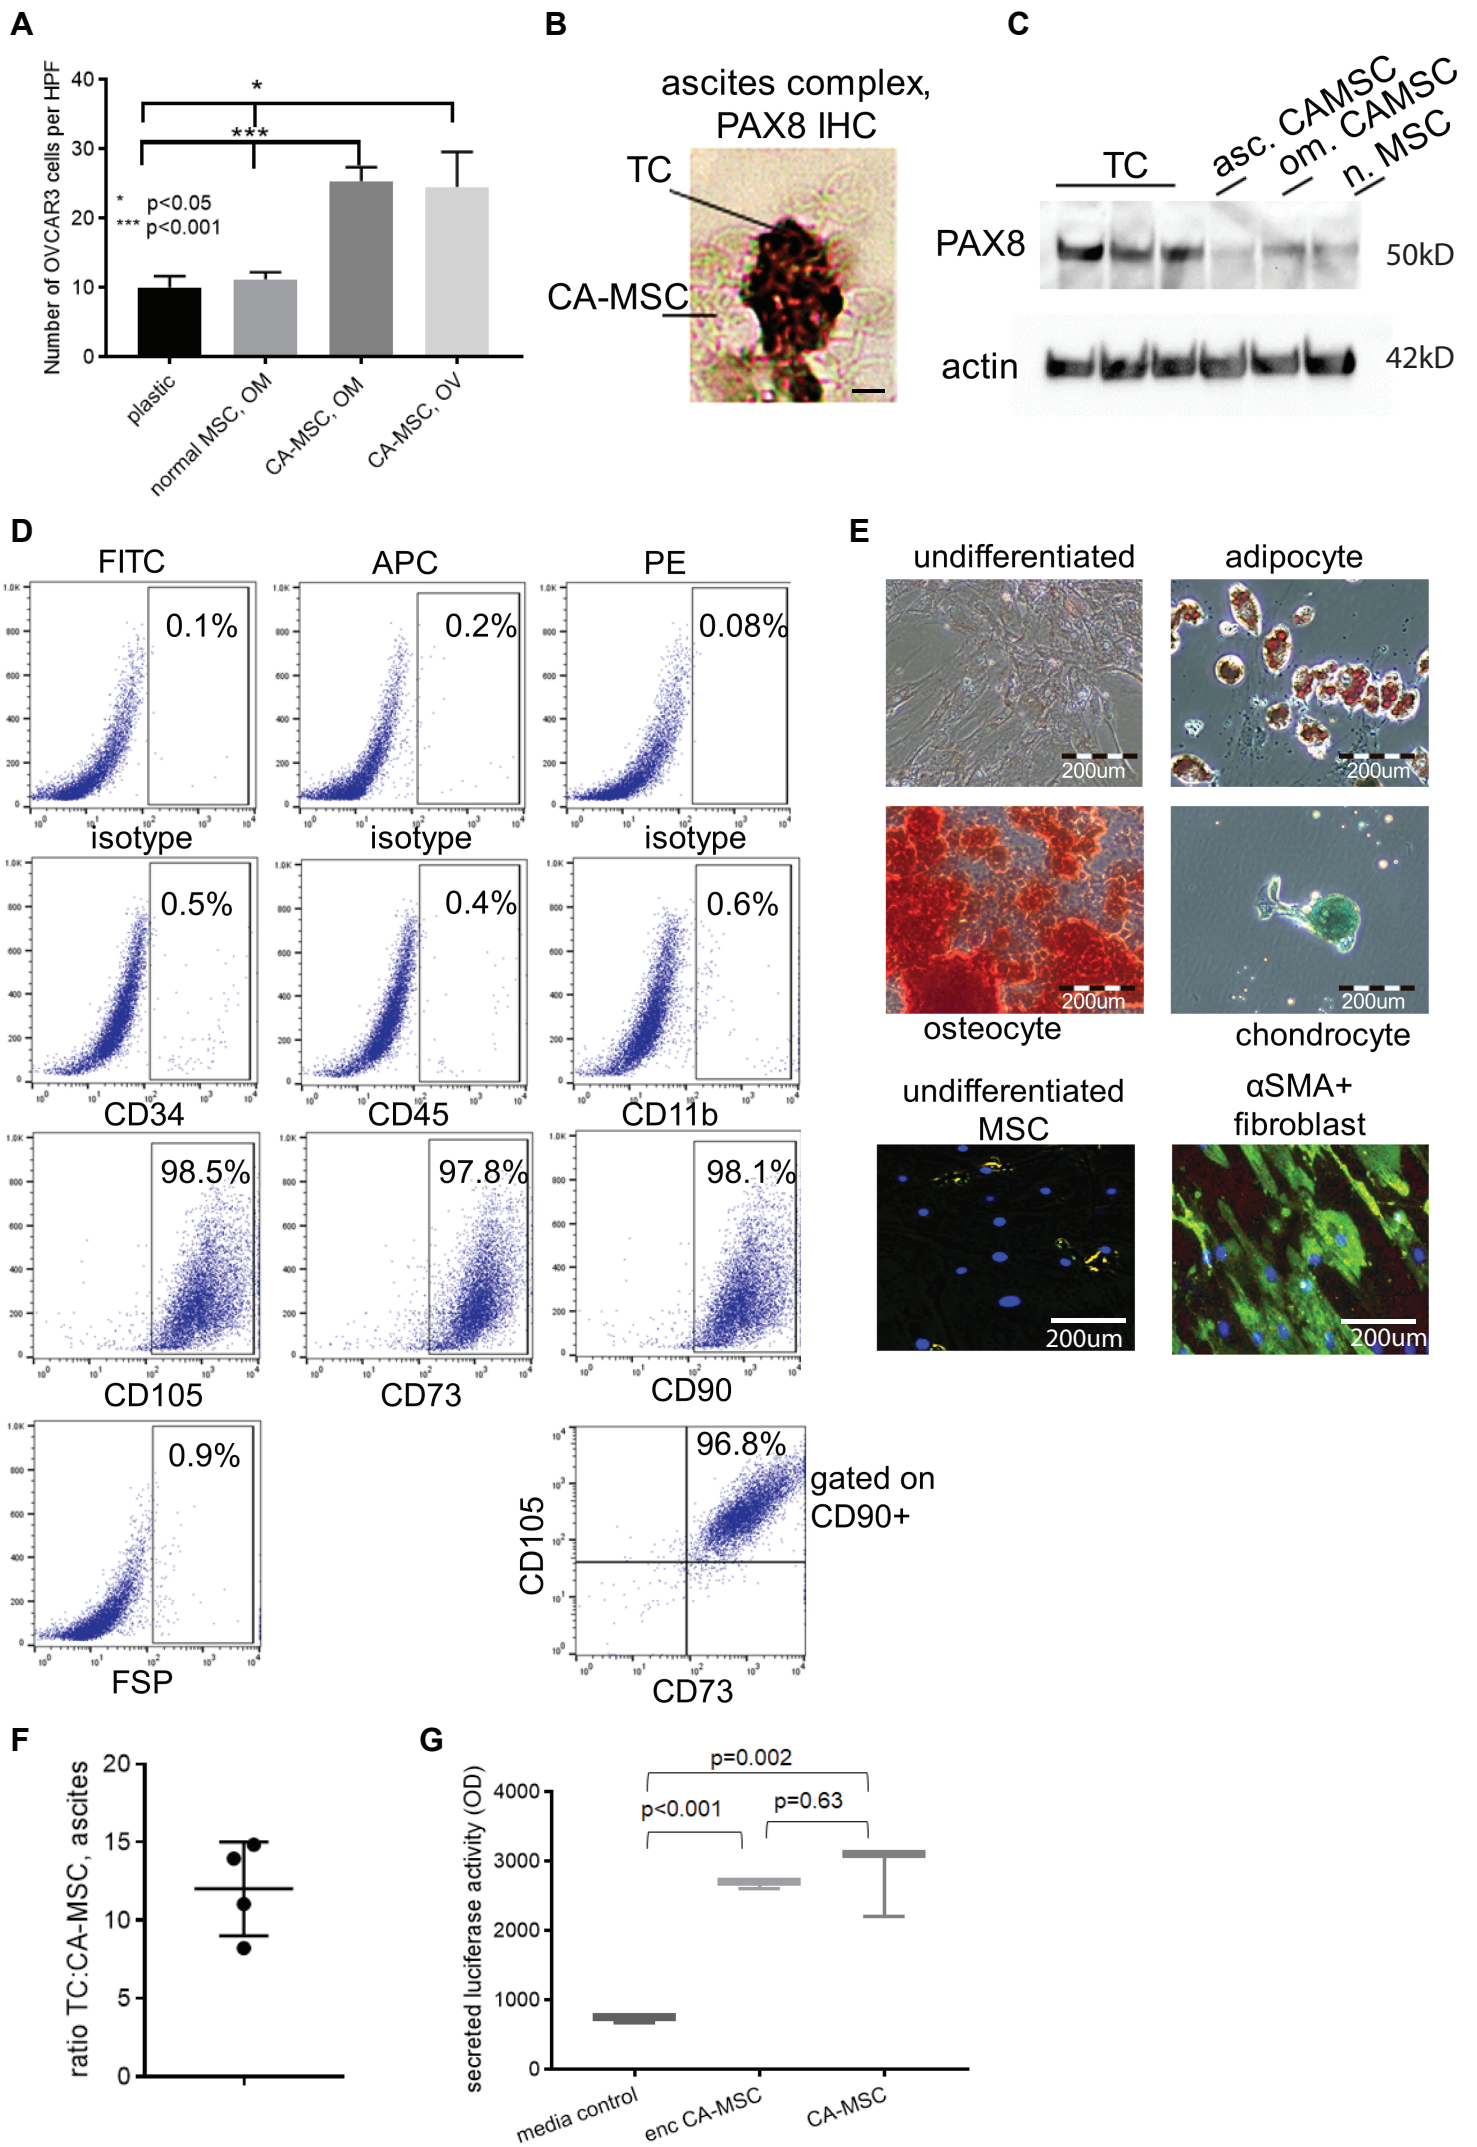 A
Number of OVCAR3 cells per HPF
40
30
20
10
0
*
***
* p<0.05
*** p<0.001
plastic
normal MSC, OM
CA-MSC, OM
CA-MSC, OV
B
ascites complex,
PAX8 IHC
TC
CA-MSC
C
TC
asc. CAMSC
om. CAMSC
n. MSC
PAX8
50kD
actin
42kD
D
FITC
APC
PE
0.1%
0.2%
0.08%
isotype
isotype
isotype
0.5%
0.4%
0.6%
CD34
CD45
CD11b
98.5%
97.8%
98.1%
CD105
CD73
CD90
0.9%
FSP
96.8%
gated on
CD90+
CD105
CD73
E
undifferentiated
adipocyte
200um
200um
200um
200um
osteocyte
chondrocyte
undifferentiated
MSC
αSMA+
fibroblast
200um
200um
F
ratio TC:CA-MSC, ascites
20
15
10
5
0
G
secreted luciferase activity (OD)
4000
3000
2000
1000
0
p=0.002
p<0.001
p=0.63
media control
enc CA-MSC
CA-MSC